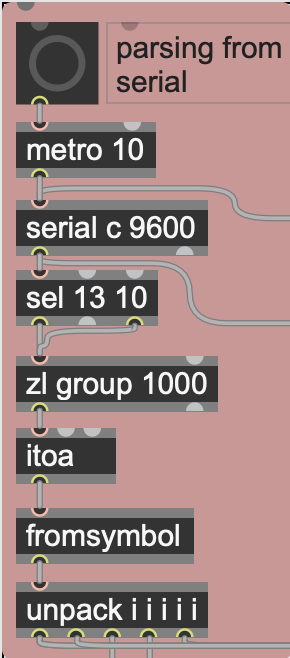 parsing from
serial
metro 10
serial c 9600
sel 13 10
zl group 1000
itoa
fromsymbol
unpack i i i i i